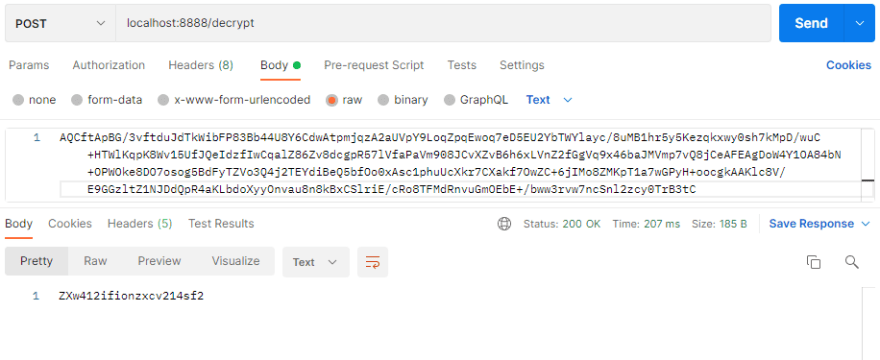 POST localhost:8888/decrypt Send
Params Authorization Headers (8) Body Pre-request Script Tests Settings Cookies
none form-data x-www-form-urlencoded raw binary GraphQL Text
1 AQCftApBG/3vftduJdTkWibFP83Bb44U8Y6CdwAtpmjqzA2aUVpY9LoqZpqEwoq7eD5EU2YbTWYlayc/8uMB1hr5y5Kezqkxwy0sh7kMpD/wuC
+HTWlKqpK8Wv15UfJQeIdzfIwCqalZ86Zv8dcgpR57lVfaPaVm908JCvXZvB6h6xLVnZ2fGgVq9x46baJMVmp7vQ8jCeAFEAgDoW4Y1OA84bN
+OPWOke8DO7osog5BdFyTZVo3Q4j2TEYdiBeQ5bfOo0xAsc1phuUcXkr7CXakf7OwZC+6jIMo8ZMKpT1a7wGPyH+oocgkAAKlc8V/
E9GGzltZ1NJDdQpR4aKLbdoXyyOnvau8n8kBxCSlriE/cRo8TFMdRnvuGmOEbE+/bww3rvw7ncSnl2zcy0TrB3tC
Body Cookies Headers (5) Test Results Status: 200 OK Time: 207 ms Size: 185 B Save Response
Pretty Raw Preview Visualize Text
1 ZXw412ifionzxcv214sf2